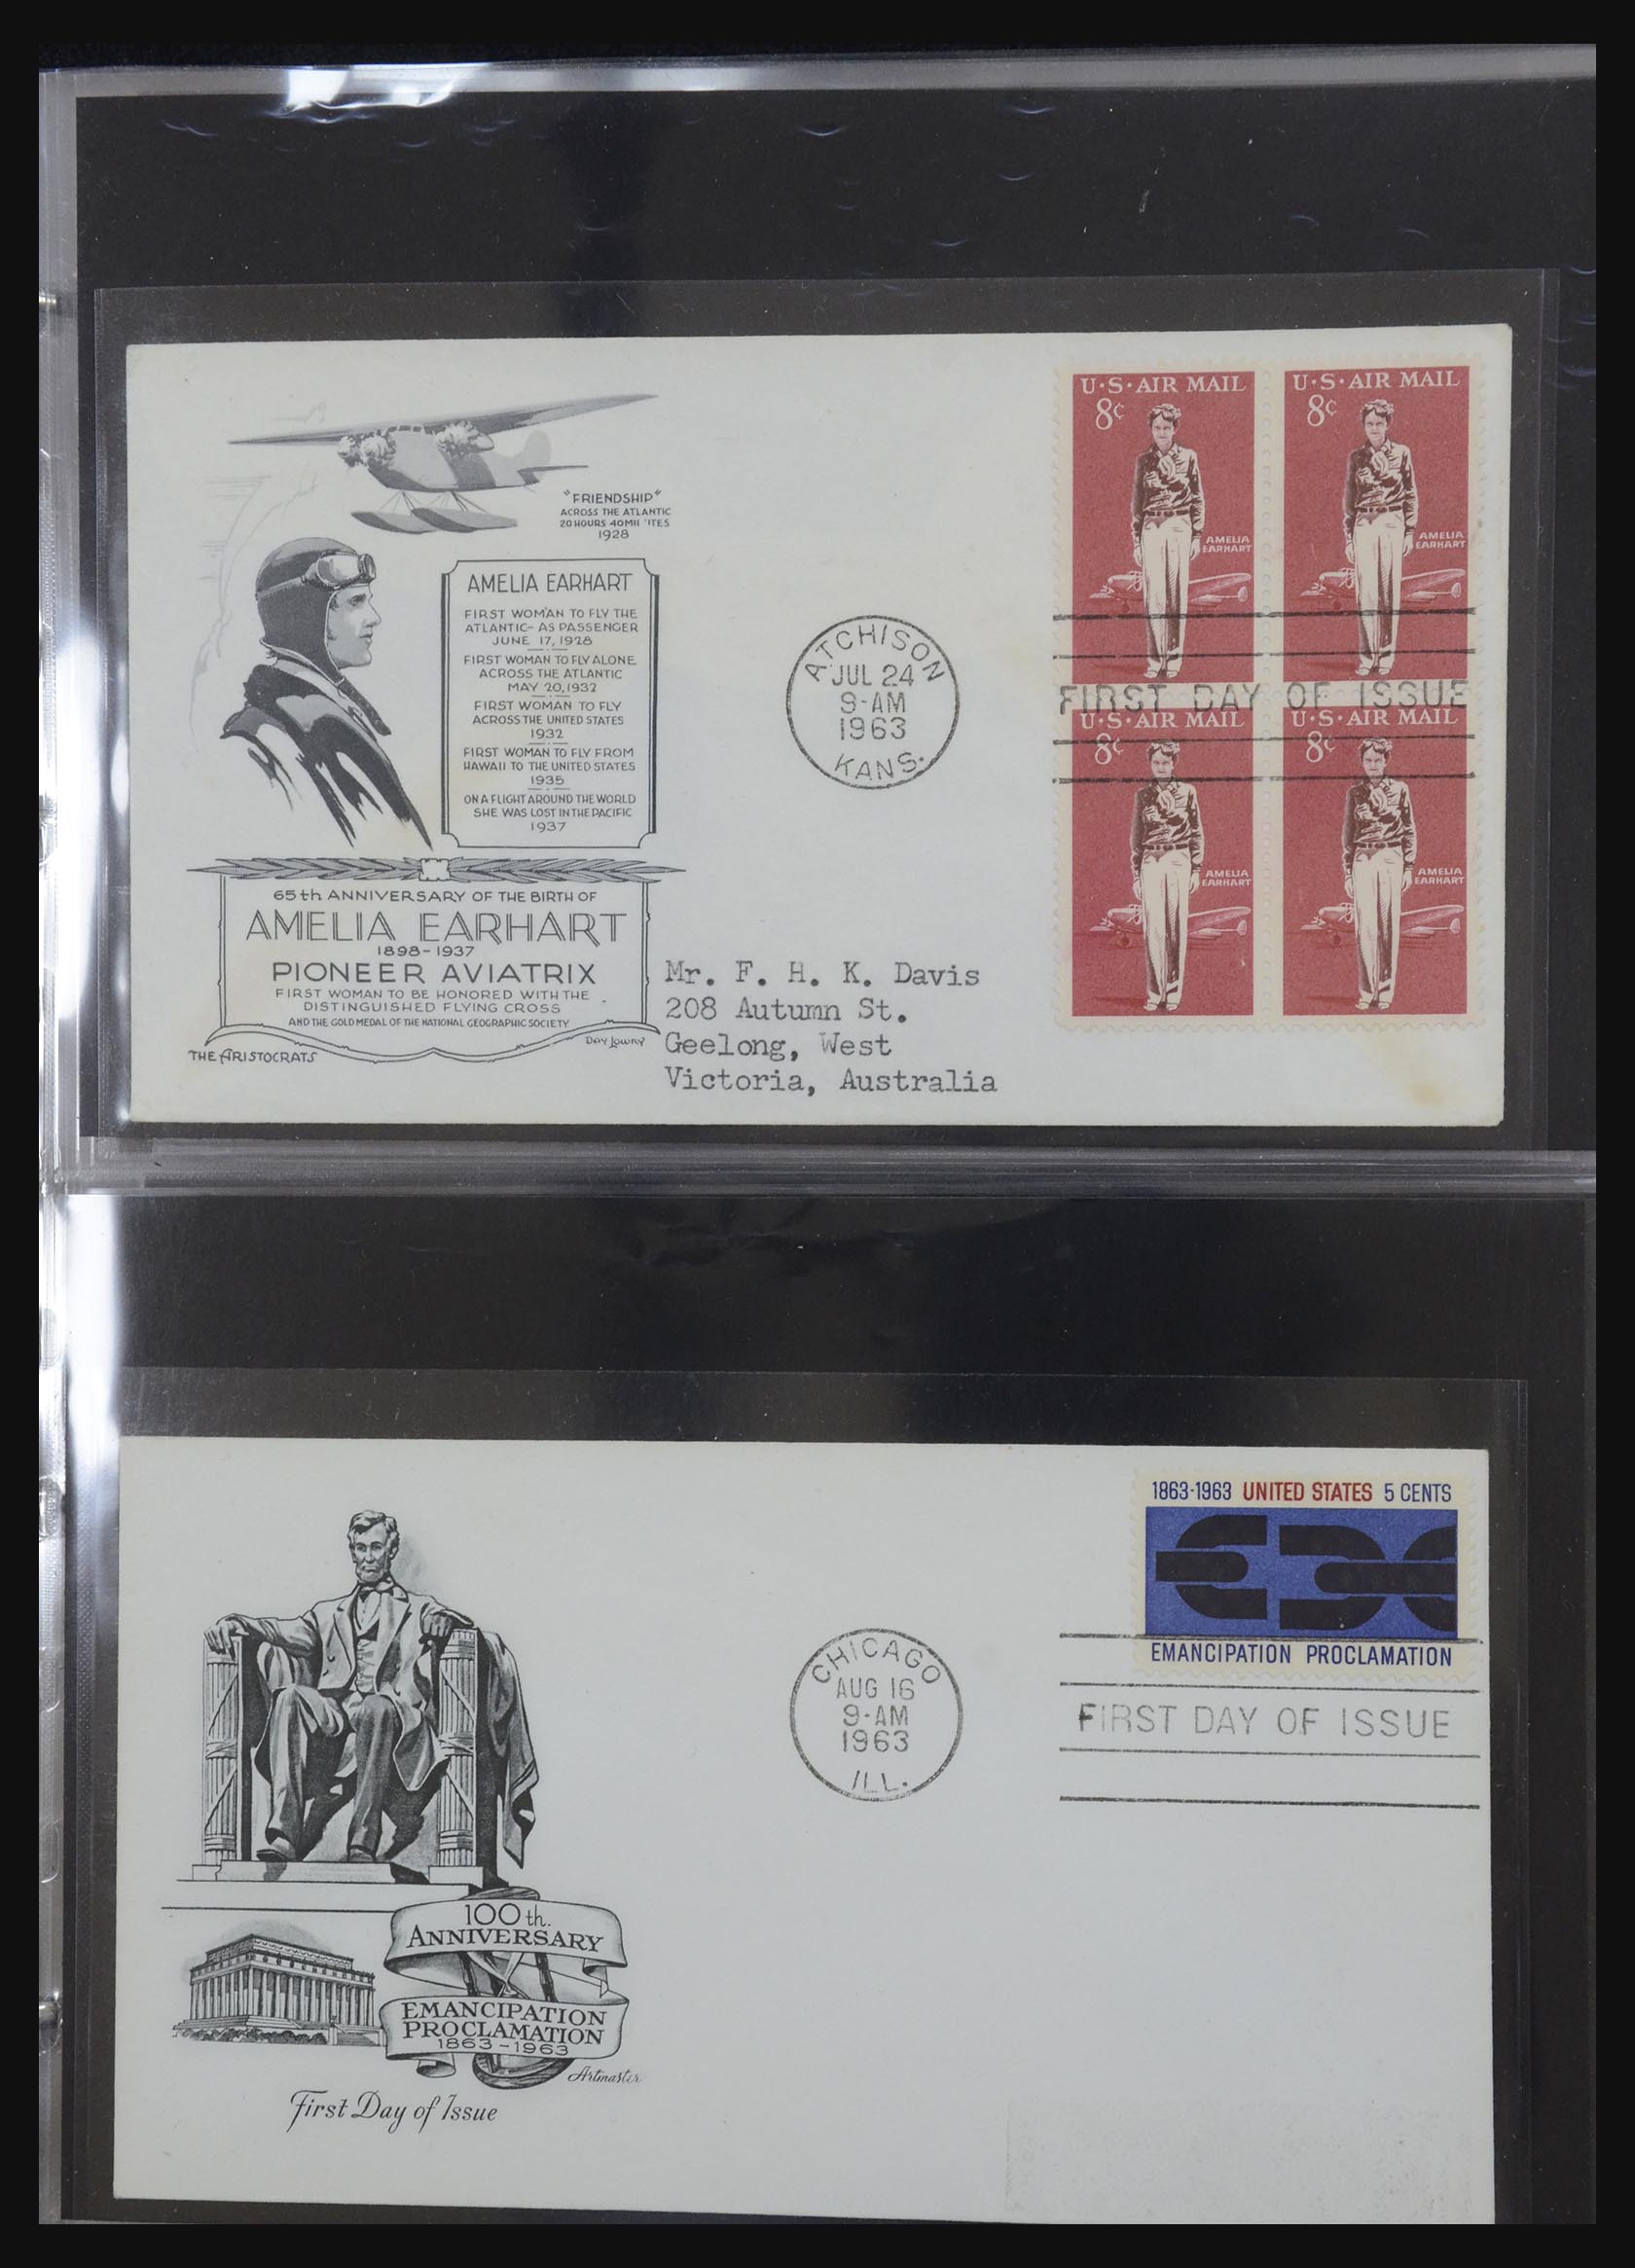 "FRIENDSHIP"
ACROSS THE ATLANTIC
20 HOURS 40 MI
1928
AMELIA EARHART
FIRST WOMAN TO FLY THE
ATLANTIC- AS PASSENGER
JUNE 17, 1928
FIRST WOMAN TO FLY ALONE
ACROSS THE ATLANTIC
MAY 20, 1932
FIRST WOMAN TO FLY
ACROSS THE UNITED STATES
1932
FIRST WOMAN TO FLY FROM
HAWAII TO THE UNITED STATES
1935
ON A FLIGHT AROUND THE WORLD
SHE WAS LOST IN THE PACIFIC
1937
65th ANNIVERSARY OF THE BIRTH OF
AMELIA EARHART
1898-1937
PIONEER AVIATRIX
FIRST WOMAN TO BE HONORED WITH THE
DISTINGUISHED FLYING CROSS
AND THE GOLD MEDAL OF THE NATIONAL GEOGRAPHIC SOCIETY
DAY LOWRY
THE ARISTOCRATS
ATCHISON
JUL 24
9-AM
1963
KANS.
Mr. F. H. K. Davis
208 Autumn St.
Geelong, West
Victoria, Australia
U·S·AIR MAIL
8¢
AMELIA
EARHART
U·S·AIR MAIL
8¢
AMELIA
EARHART
FIRST DAY OF ISSUE
U·S·AIR MAIL
8¢
AMELIA
EARHART
U·S·AIR MAIL
8¢
AMELIA
EARHART
1863-1963 UNITED STATES 5 CENTS
EMANCIPATION PROCLAMATION
CHICAGO
AUG 16
9-AM
1963
ILL.
FIRST DAY OF ISSUE
100th.
ANNIVERSARY
EMANCIPATION
PROCLAMATION
1863-1963
Artmaster
First Day of Issue